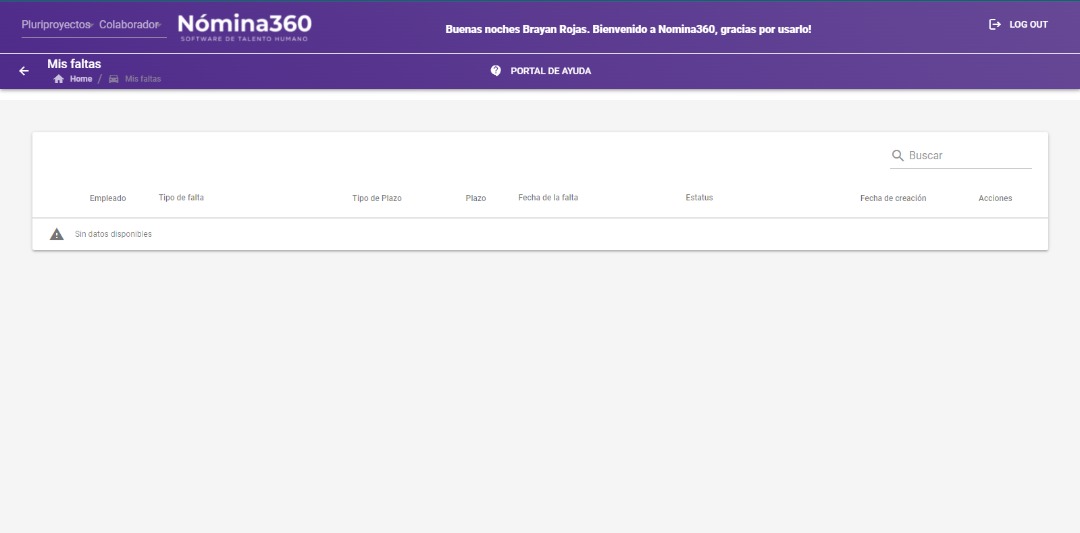 Pluriproyectos Colaborador
Nómina360
SOFTWARE DE TALENTO HUMANO
Buenas noches Brayan Rojas. Bienvenido a Nomina360, gracias por usarlo!
LOG OUT
Mis faltas
Home / Mis faltas
PORTAL DE AYUDA
Buscar
Empleado Tipo de falta Tipo de Plazo Plazo Fecha de la falta Estatus Fecha de creación Acciones
Sin datos disponibles